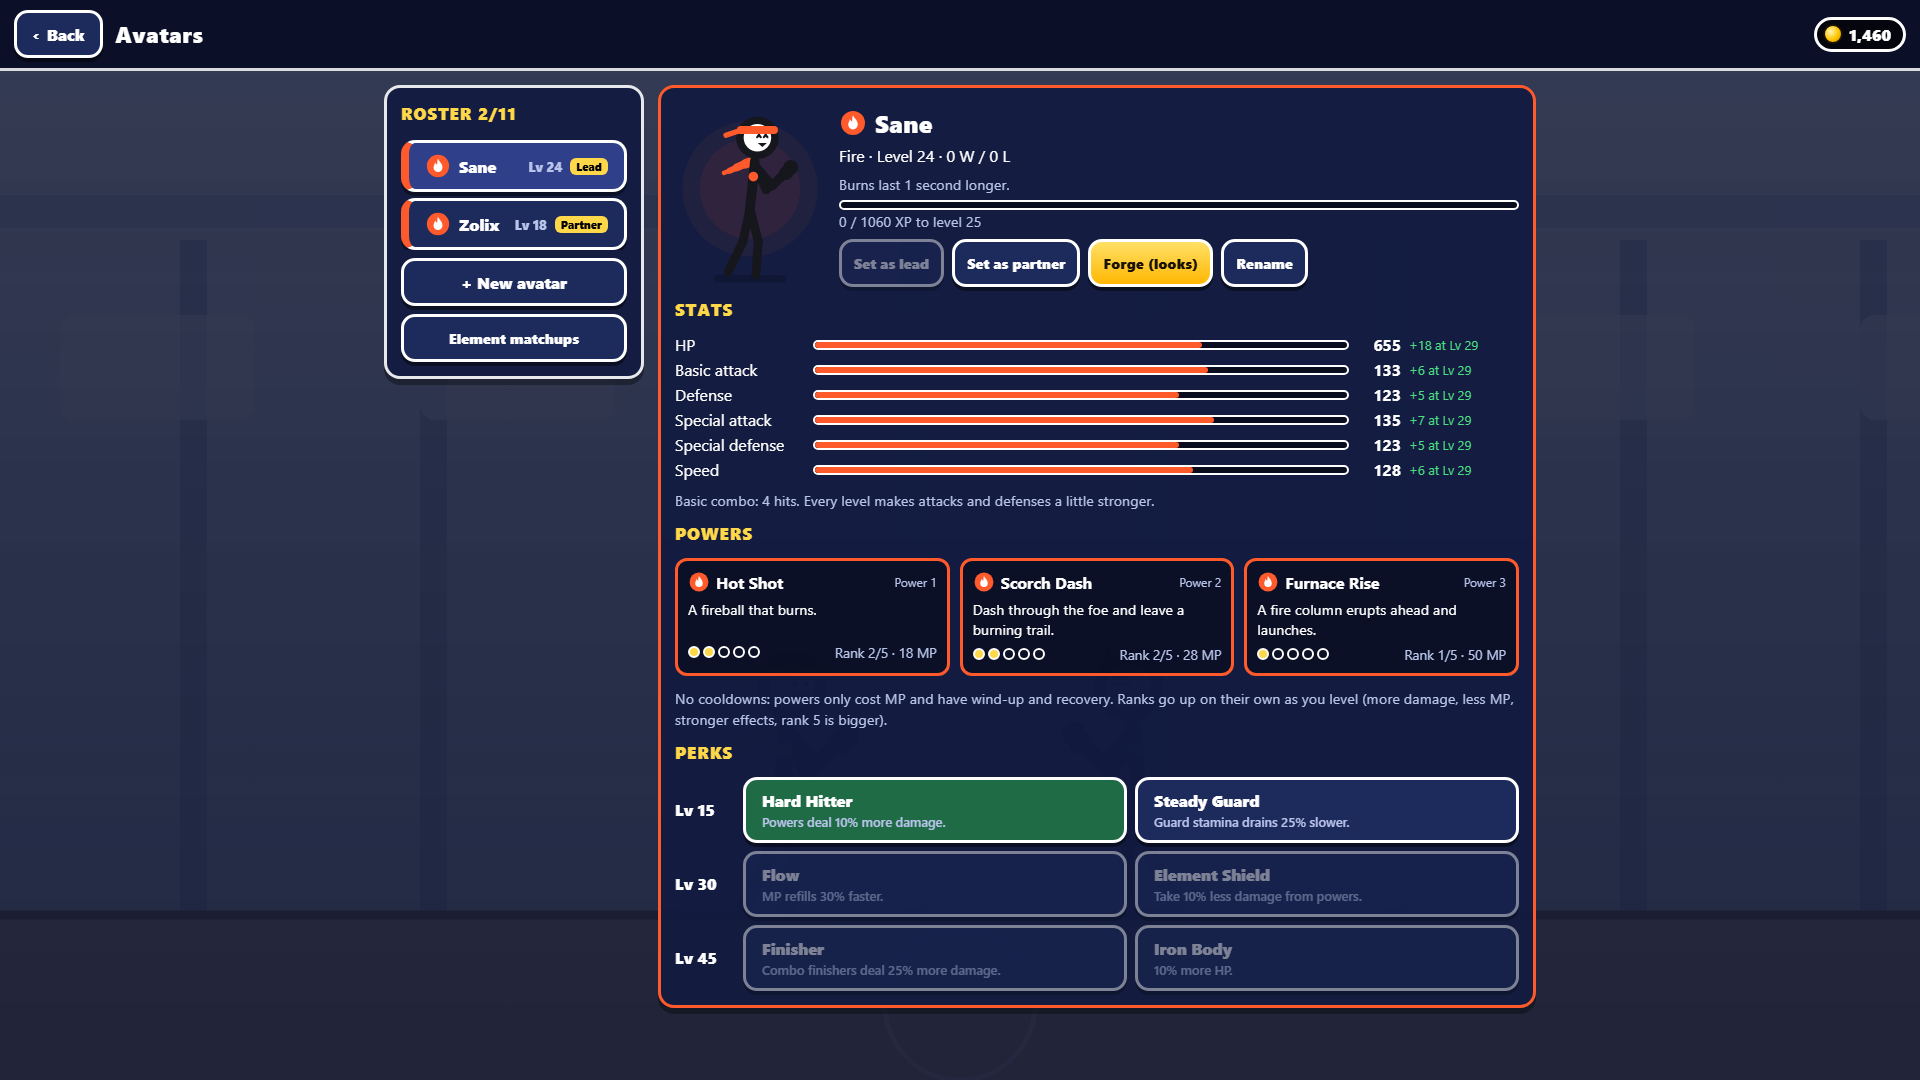 ‹ Back
Avatars
1,460
ROSTER 2/11
Sane Lv 24 Lead
Zolix Lv 18 Partner
+ New avatar
Element matchups
Sane
Fire · Level 24 · 0 W / 0 L
Burns last 1 second longer.
0 / 1060 XP to level 25
Set as lead
Set as partner
Forge (looks)
Rename
STATS
HP 655 +18 at Lv 29
Basic attack 133 +6 at Lv 29
Defense 123 +5 at Lv 29
Special attack 135 +7 at Lv 29
Special defense 123 +5 at Lv 29
Speed 128 +6 at Lv 29
Basic combo: 4 hits. Every level makes attacks and defenses a little stronger.
POWERS
Hot Shot Power 1
A fireball that burns.
Rank 2/5 · 18 MP
Scorch Dash Power 2
Dash through the foe and leave a
burning trail.
Rank 2/5 · 28 MP
Furnace Rise Power 3
A fire column erupts ahead and
launches.
Rank 1/5 · 50 MP
No cooldowns: powers only cost MP and have wind-up and recovery. Ranks go up on their own as you level (more damage, less MP,
stronger effects, rank 5 is bigger).
PERKS
Lv 15
Hard Hitter
Powers deal 10% more damage.
Steady Guard
Guard stamina drains 25% slower.
Lv 30
Flow
MP refills 30% faster.
Element Shield
Take 10% less damage from powers.
Lv 45
Finisher
Combo finishers deal 25% more damage.
Iron Body
10% more HP.